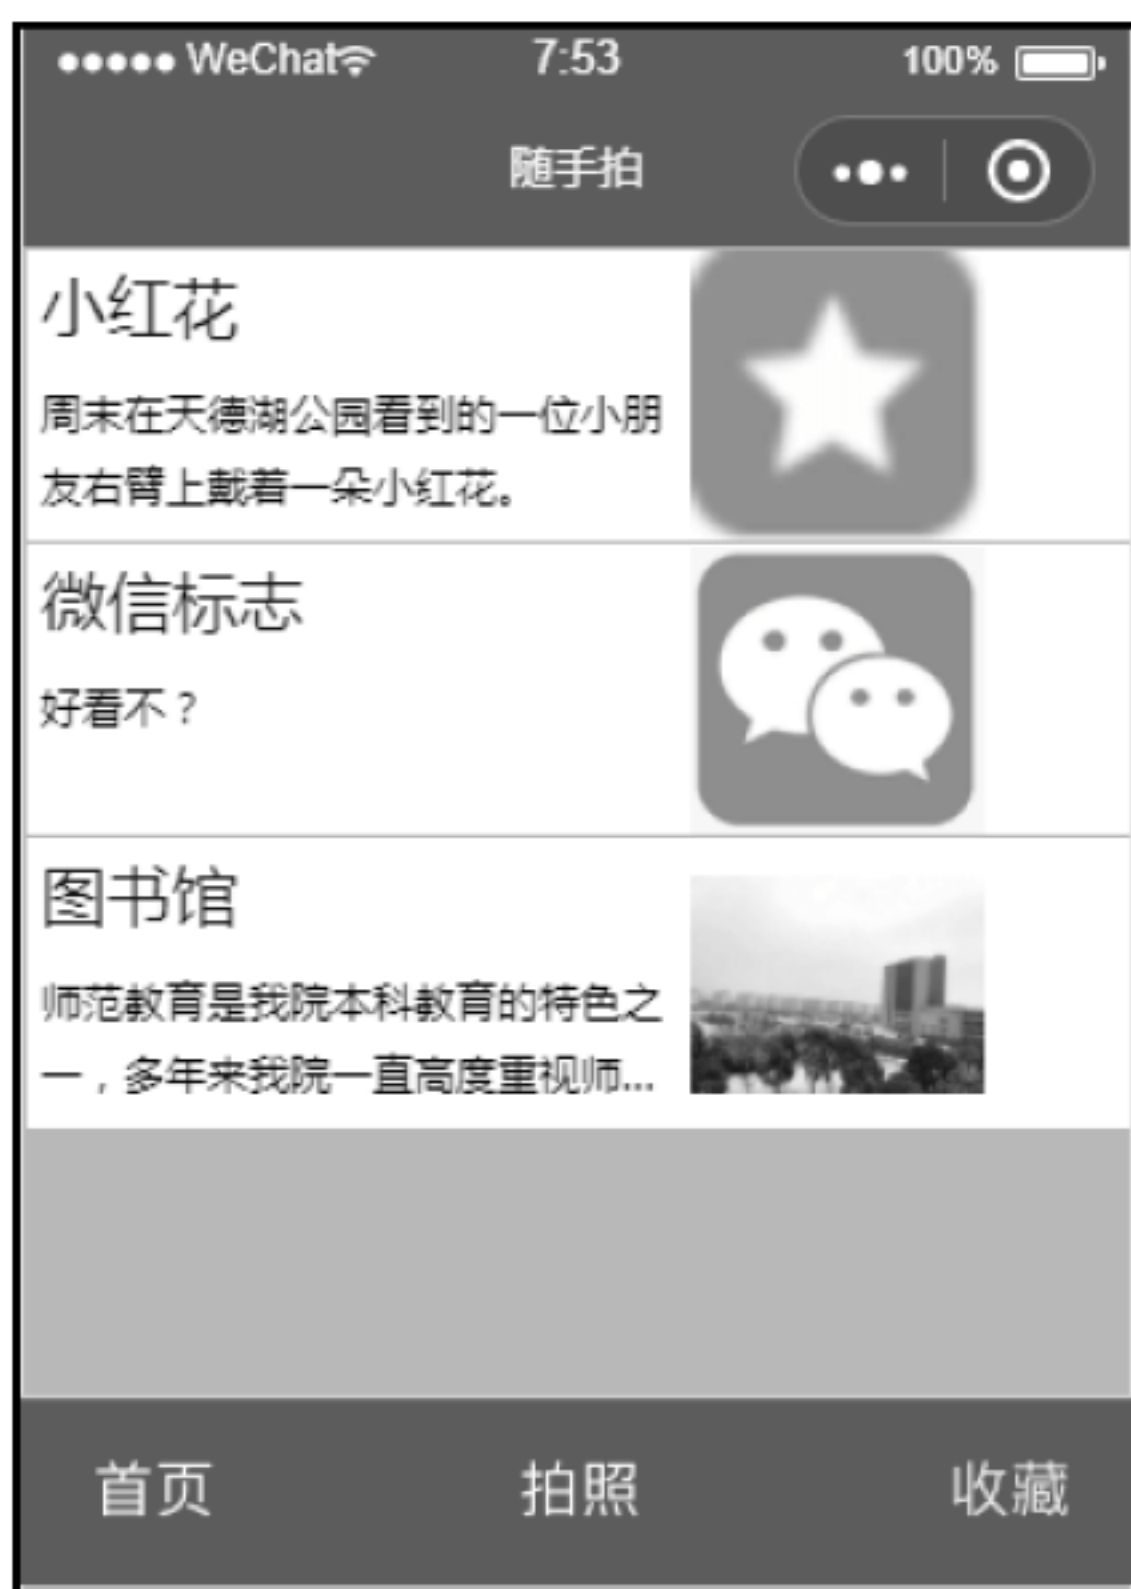 WeChat
7:53
100%
随手拍
小红花
周末在天德湖公园看到的一位小朋
友右臂上戴着一朵小红花。
微信标志
好看不？
图书馆
师范教育是我院本科教育的特色之
一，多年来我院一直高度重视师...
首页
拍照
收藏